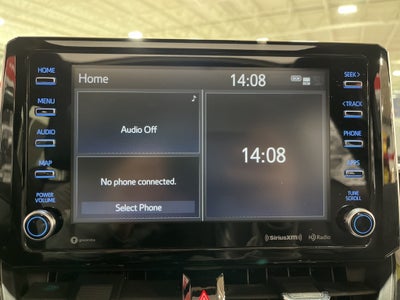 HOME
MENU
AUDIO
MAP
POWER
VOLUME
Home
14:08
Audio Off
No phone connected.
Select Phone
14:08
SEEK>
<TRACK
PHONE
APPS
TUNE
SCROLL
gracenote
SiriusXM
HD Radio